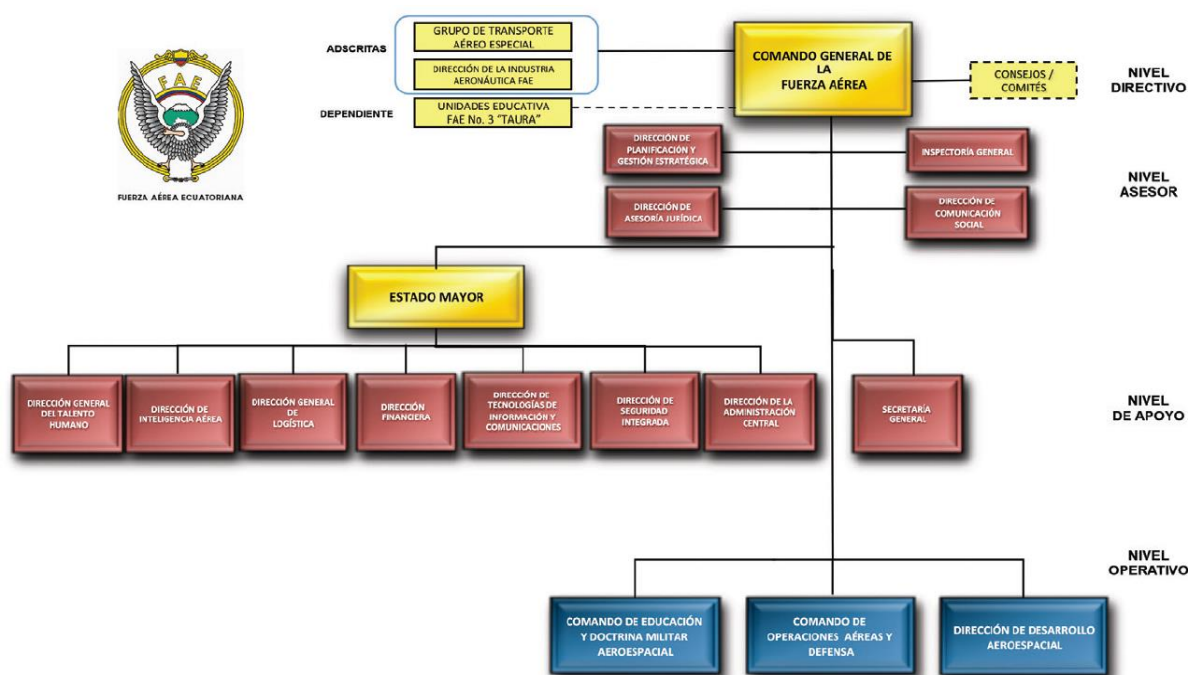 FAE
FUERZA AÉREA ECUATORIANA
ADSCRITAS
GRUPO DE TRANSPORTE
AÉREO ESPECIAL
DIRECCIÓN DE LA INDUSTRIA
AERONÁUTICA FAE
DEPENDIENTE
UNIDADES EDUCATIVA
FAE No. 3 "TAURA"
COMANDO GENERAL DE
LA
FUERZA AÉREA
CONSEJOS /
COMITÉS
NIVEL
DIRECTIVO
DIRECCIÓN DE
PLANIFICACIÓN Y
GESTIÓN ESTRATÉGICA
INSPECTORÍA GENERAL
NIVEL
ASESOR
DIRECCIÓN DE
ASESORÍA JURÍDICA
DIRECCIÓN DE
COMUNICACIÓN
SOCIAL
ESTADO MAYOR
DIRECCIÓN GENERAL
DEL TALENTO
HUMANO
DIRECCIÓN DE
INTELIGENCIA AÉREA
DIRECCIÓN GENERAL
DE
LOGÍSTICA
DIRECCIÓN
FINANCIERA
DIRECCIÓN DE
TECNOLOGÍAS DE
INFORMACIÓN Y
COMUNICACIONES
DIRECCIÓN DE
SEGURIDAD
INTEGRADA
DIRECCIÓN DE LA
ADMINISTRACIÓN
CENTRAL
SECRETARÍA
GENERAL
NIVEL
DE APOYO
NIVEL
OPERATIVO
COMANDO DE EDUCACIÓN
Y DOCTRINA MILITAR
AEROESPACIAL
COMANDO DE
OPERACIONES AÉREAS Y
DEFENSA
DIRECCIÓN DE DESARROLLO
AEROESPACIAL